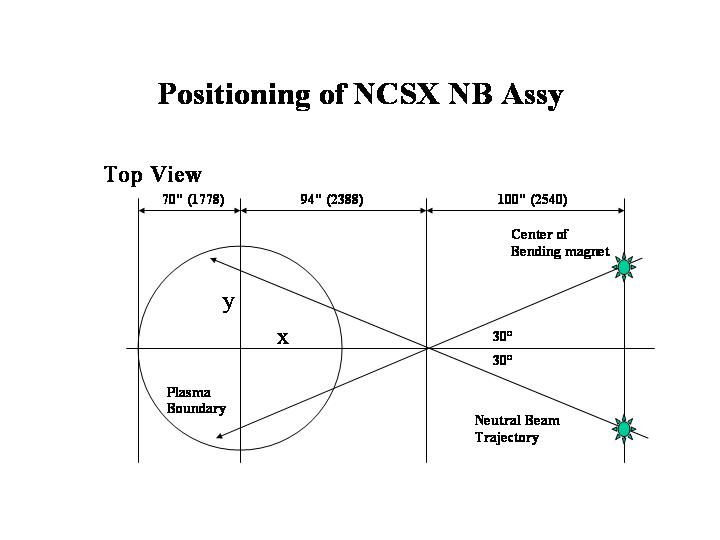 Positioning of NCSX NB Assy
Top View
70" (1778)
94" (2388)
100" (2540)
Center of
Bending magnet
y
x
30°
30°
Plasma
Boundary
Neutral Beam
Trajectory